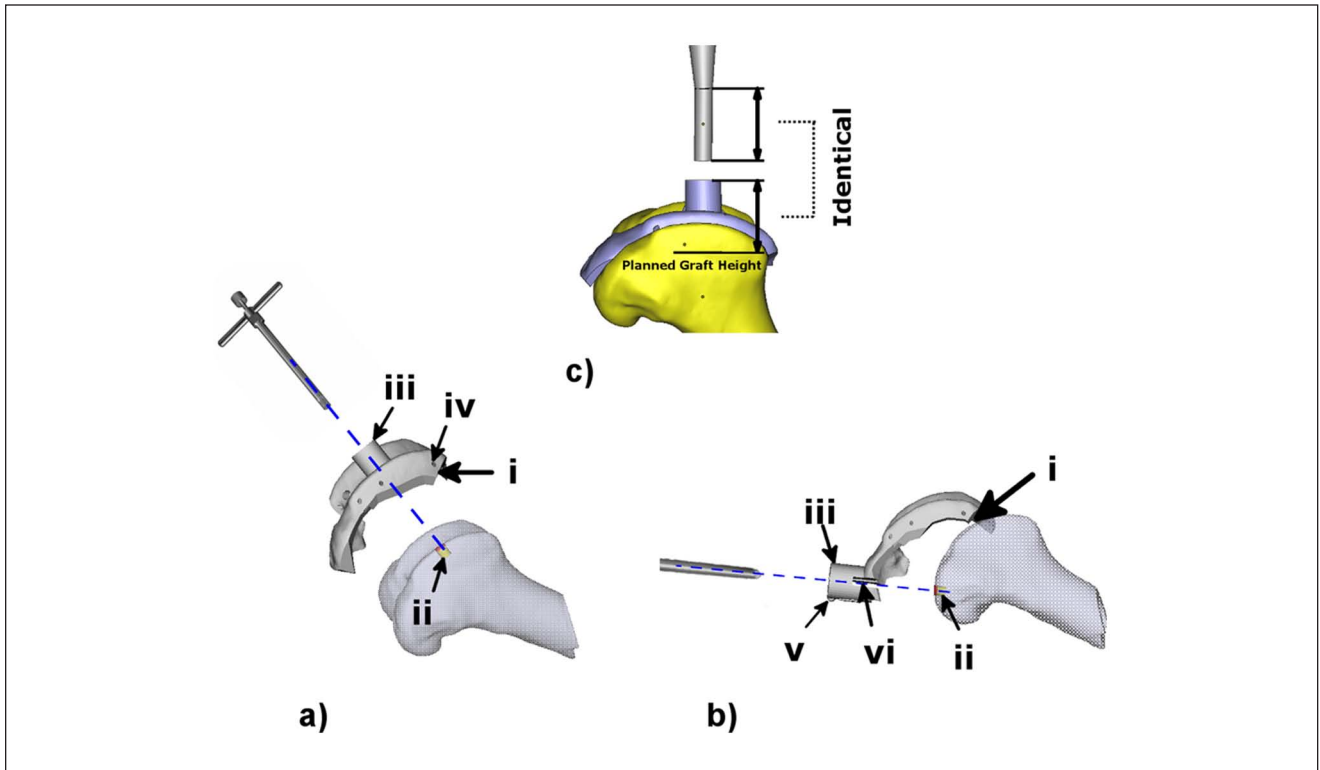 Identical
Planned Graft Height
c)
iii
iv
i
ii
a)
i
iii
v
vi
ii
b)